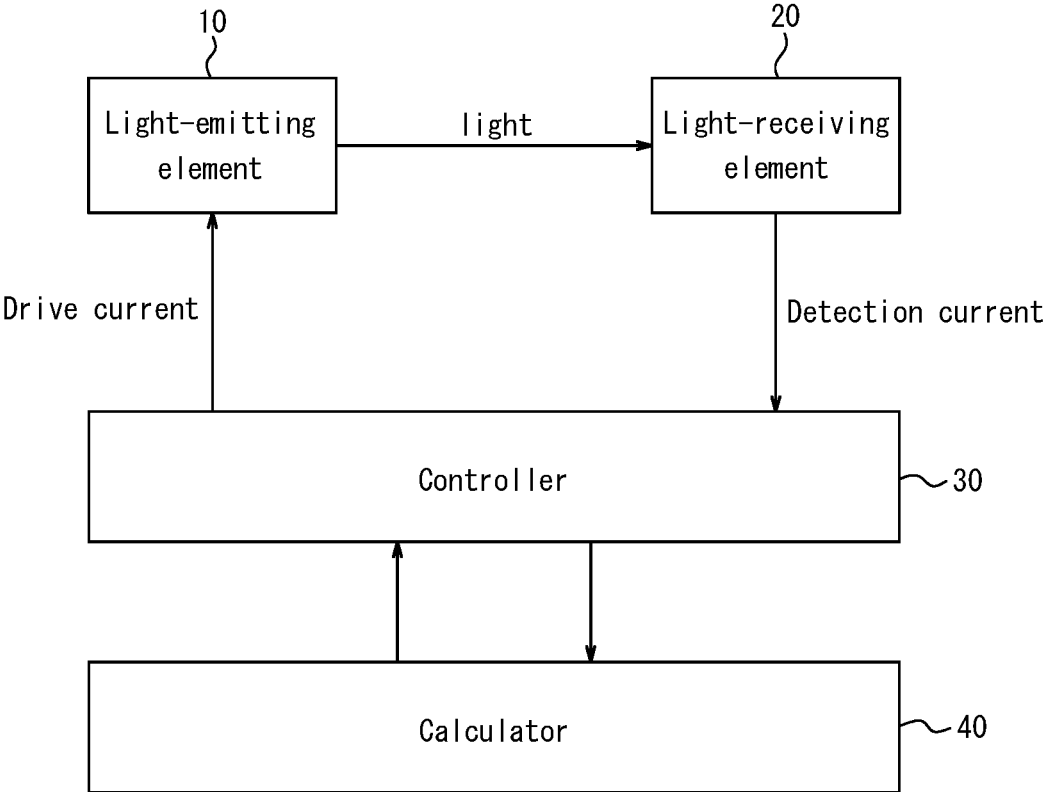 10
20
Light-emitting
element
light
Light-receiving
element
Drive current
Detection current
Controller
30
Calculator
40